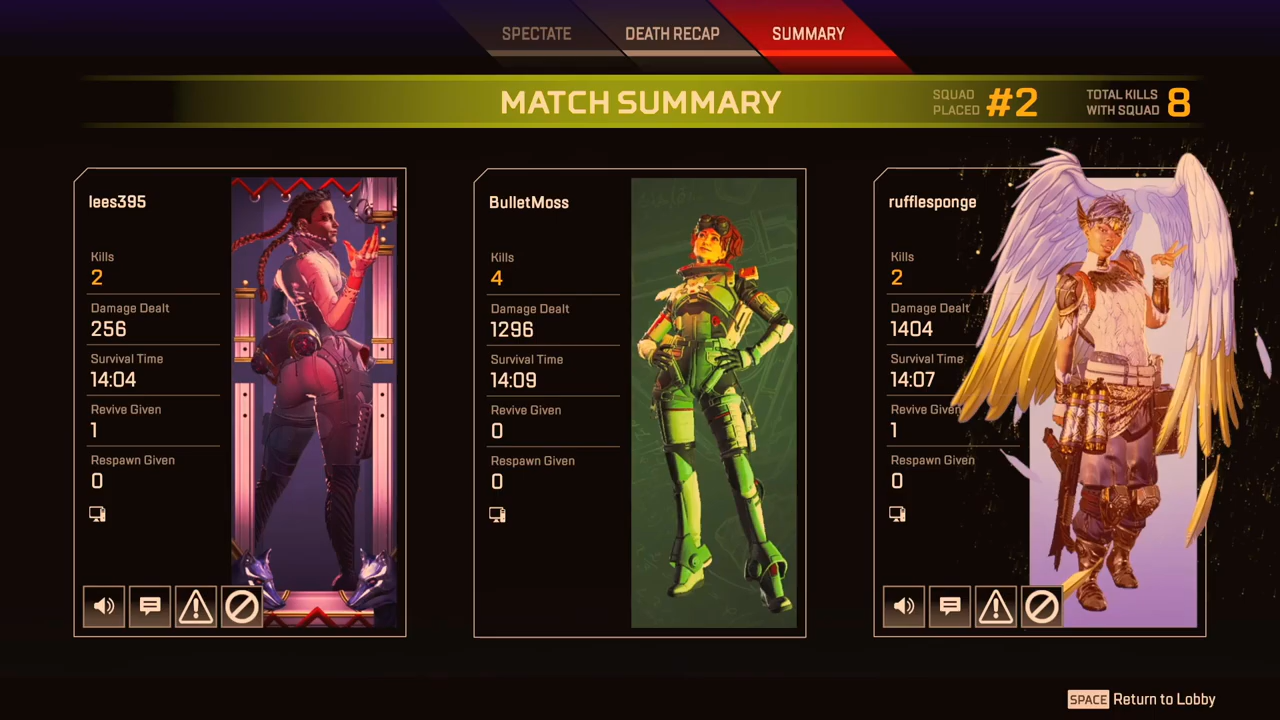 SPECTATE
DEATH RECAP
SUMMARY
MATCH SUMMARY
SQUAD
PLACED
#2
TOTAL KILLS
WITH SQUAD
8
lees395
Kills
2
Damage Dealt
256
Survival Time
14:04
Revive Given
1
Respawn Given
0
BulletMoss
Kills
4
Damage Dealt
1296
Survival Time
14:09
Revive Given
0
Respawn Given
0
rufflesponge
Kills
2
Damage Dealt
1404
Survival Time
14:07
Revive Given
1
Respawn Given
0
SPACE Return to Lobby